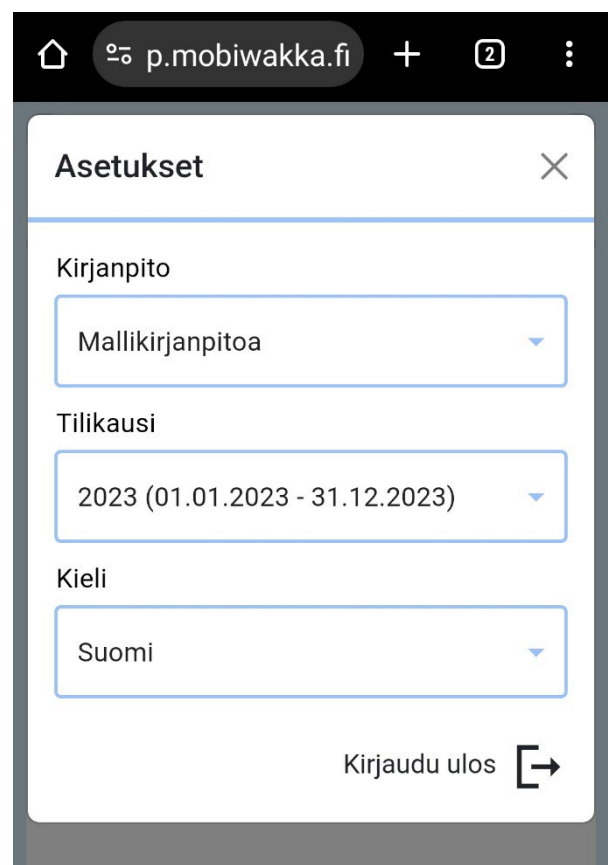 p.mobiwakka.fi
2
Asetukset
Kirjanpito
Mallikirjanpitoa
Tilikausi
2023 (01.01.2023 - 31.12.2023)
Kieli
Suomi
Kirjaudu ulos